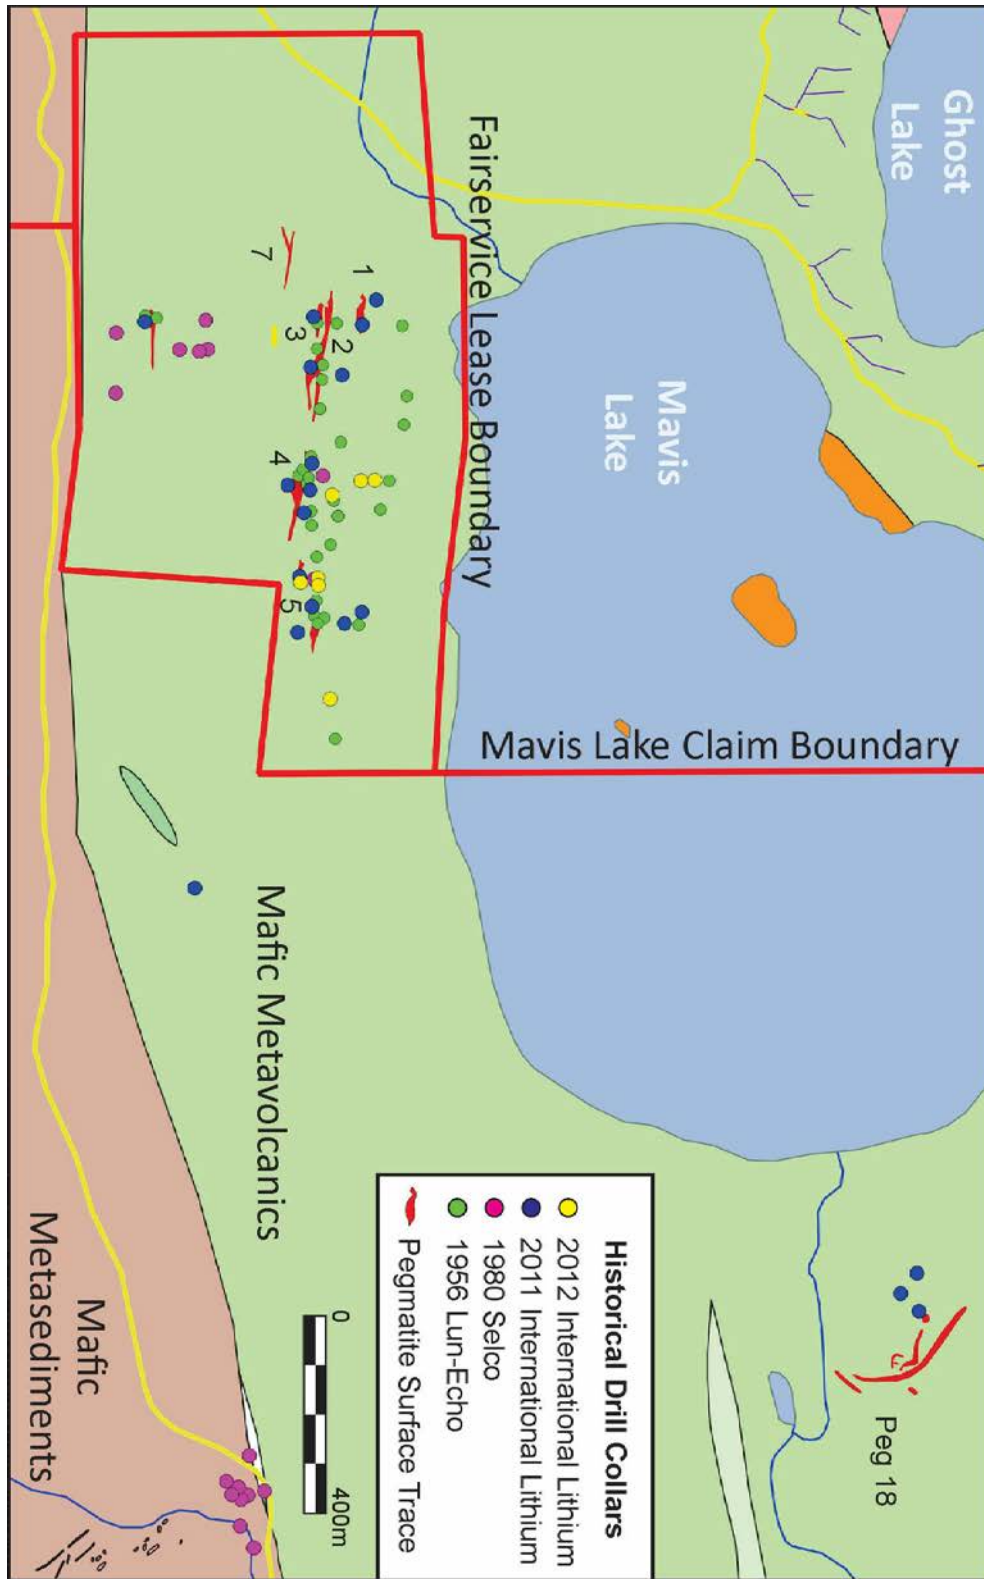 Ghost
Lake
Mavis
Lake
Fairservice Lease Boundary
Mavis Lake Claim Boundary
7
1
2
3
4
5
Mafic Metavolcanics
Peg 18
Historical Drill Collars
2012 International Lithium
2011 International Lithium
1980 Selco
1956 Lun-Echo
Pegmatite Surface Trace
0
400m
Mafic
Metasediments